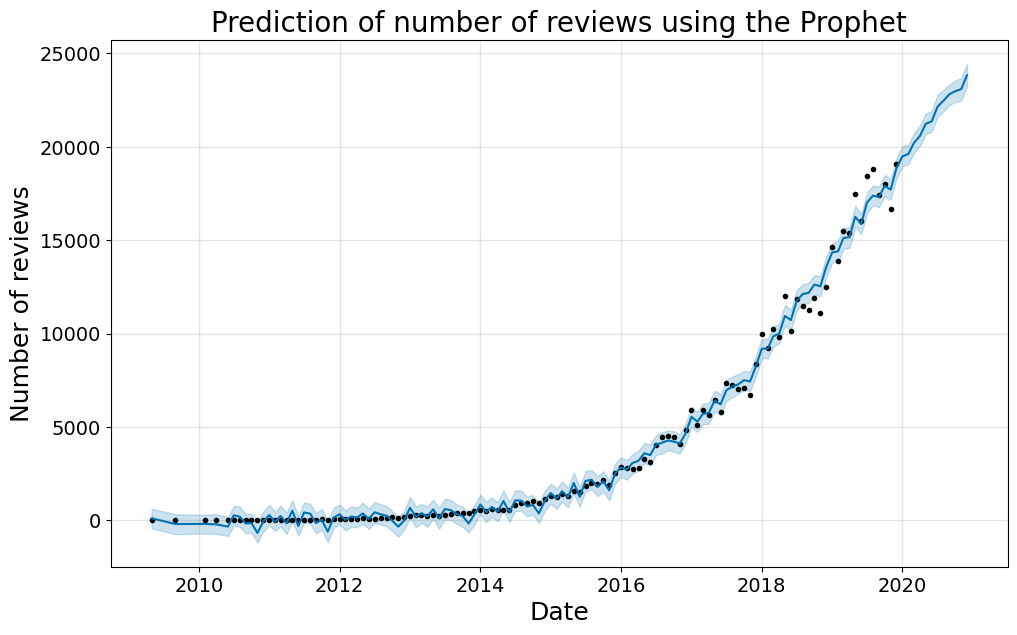 Prediction of number of reviews using the Prophet
25000
20000
15000
10000
5000
0
Number of reviews
2010 2012 2014 2016 2018 2020
Date